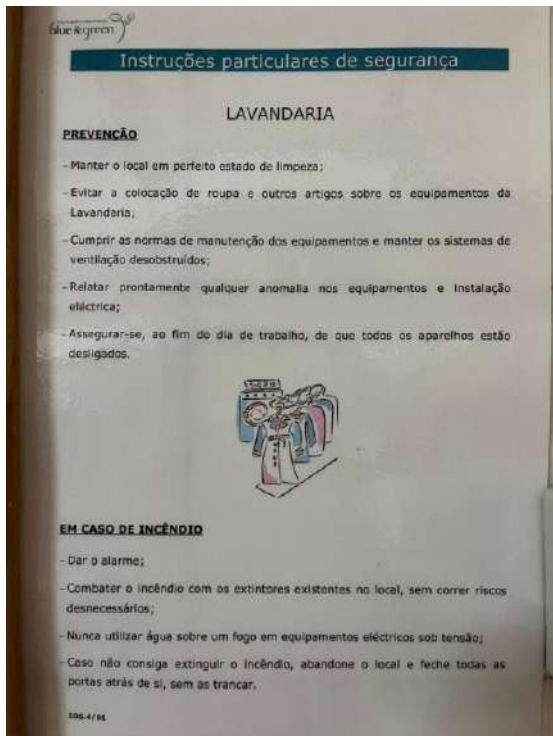 blue & green
Instruções particulares de segurança
LAVANDARIA
PREVENÇÃO
- Manter o local em perfeito estado de limpeza;
- Evitar a colocação de roupa e outros artigos sobre os equipamentos da
Lavandaria;
- Cumprir as normas de manutenção dos equipamentos e manter os sistemas de
ventilação desobstruídos;
- Relatar prontamente qualquer anomalia nos equipamentos e instalação
eléctrica;
- Assegurar-se, ao fim do dia de trabalho, de que todos os aparelhos estão
desligados.
EM CASO DE INCÊNDIO
- Dar o alarme;
- Combater o incêndio com os extintores existentes no local, sem correr riscos
desnecessários;
- Nunca utilizar água sobre um fogo em equipamentos eléctricos sob tensão;
- Caso não consiga extinguir o incêndio, abandone o local e feche todas as
portas atrás de si, sem as trancar.